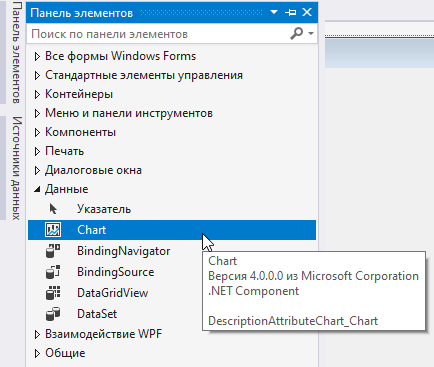 Панель элементов
Источники данных
Панель элементов
Поиск по панели элементов
Все формы Windows Forms
Стандартные элементы управления
Контейнеры
Меню и панели инструментов
Компоненты
Печать
Диалоговые окна
Данные
Указатель
Chart
BindingNavigator
BindingSource
DataGridView
DataSet
Взаимодействие WPF
Общие
Chart
Версия 4.0.0.0 из Microsoft Corporation
.NET Component
DescriptionAttributeChart_Chart